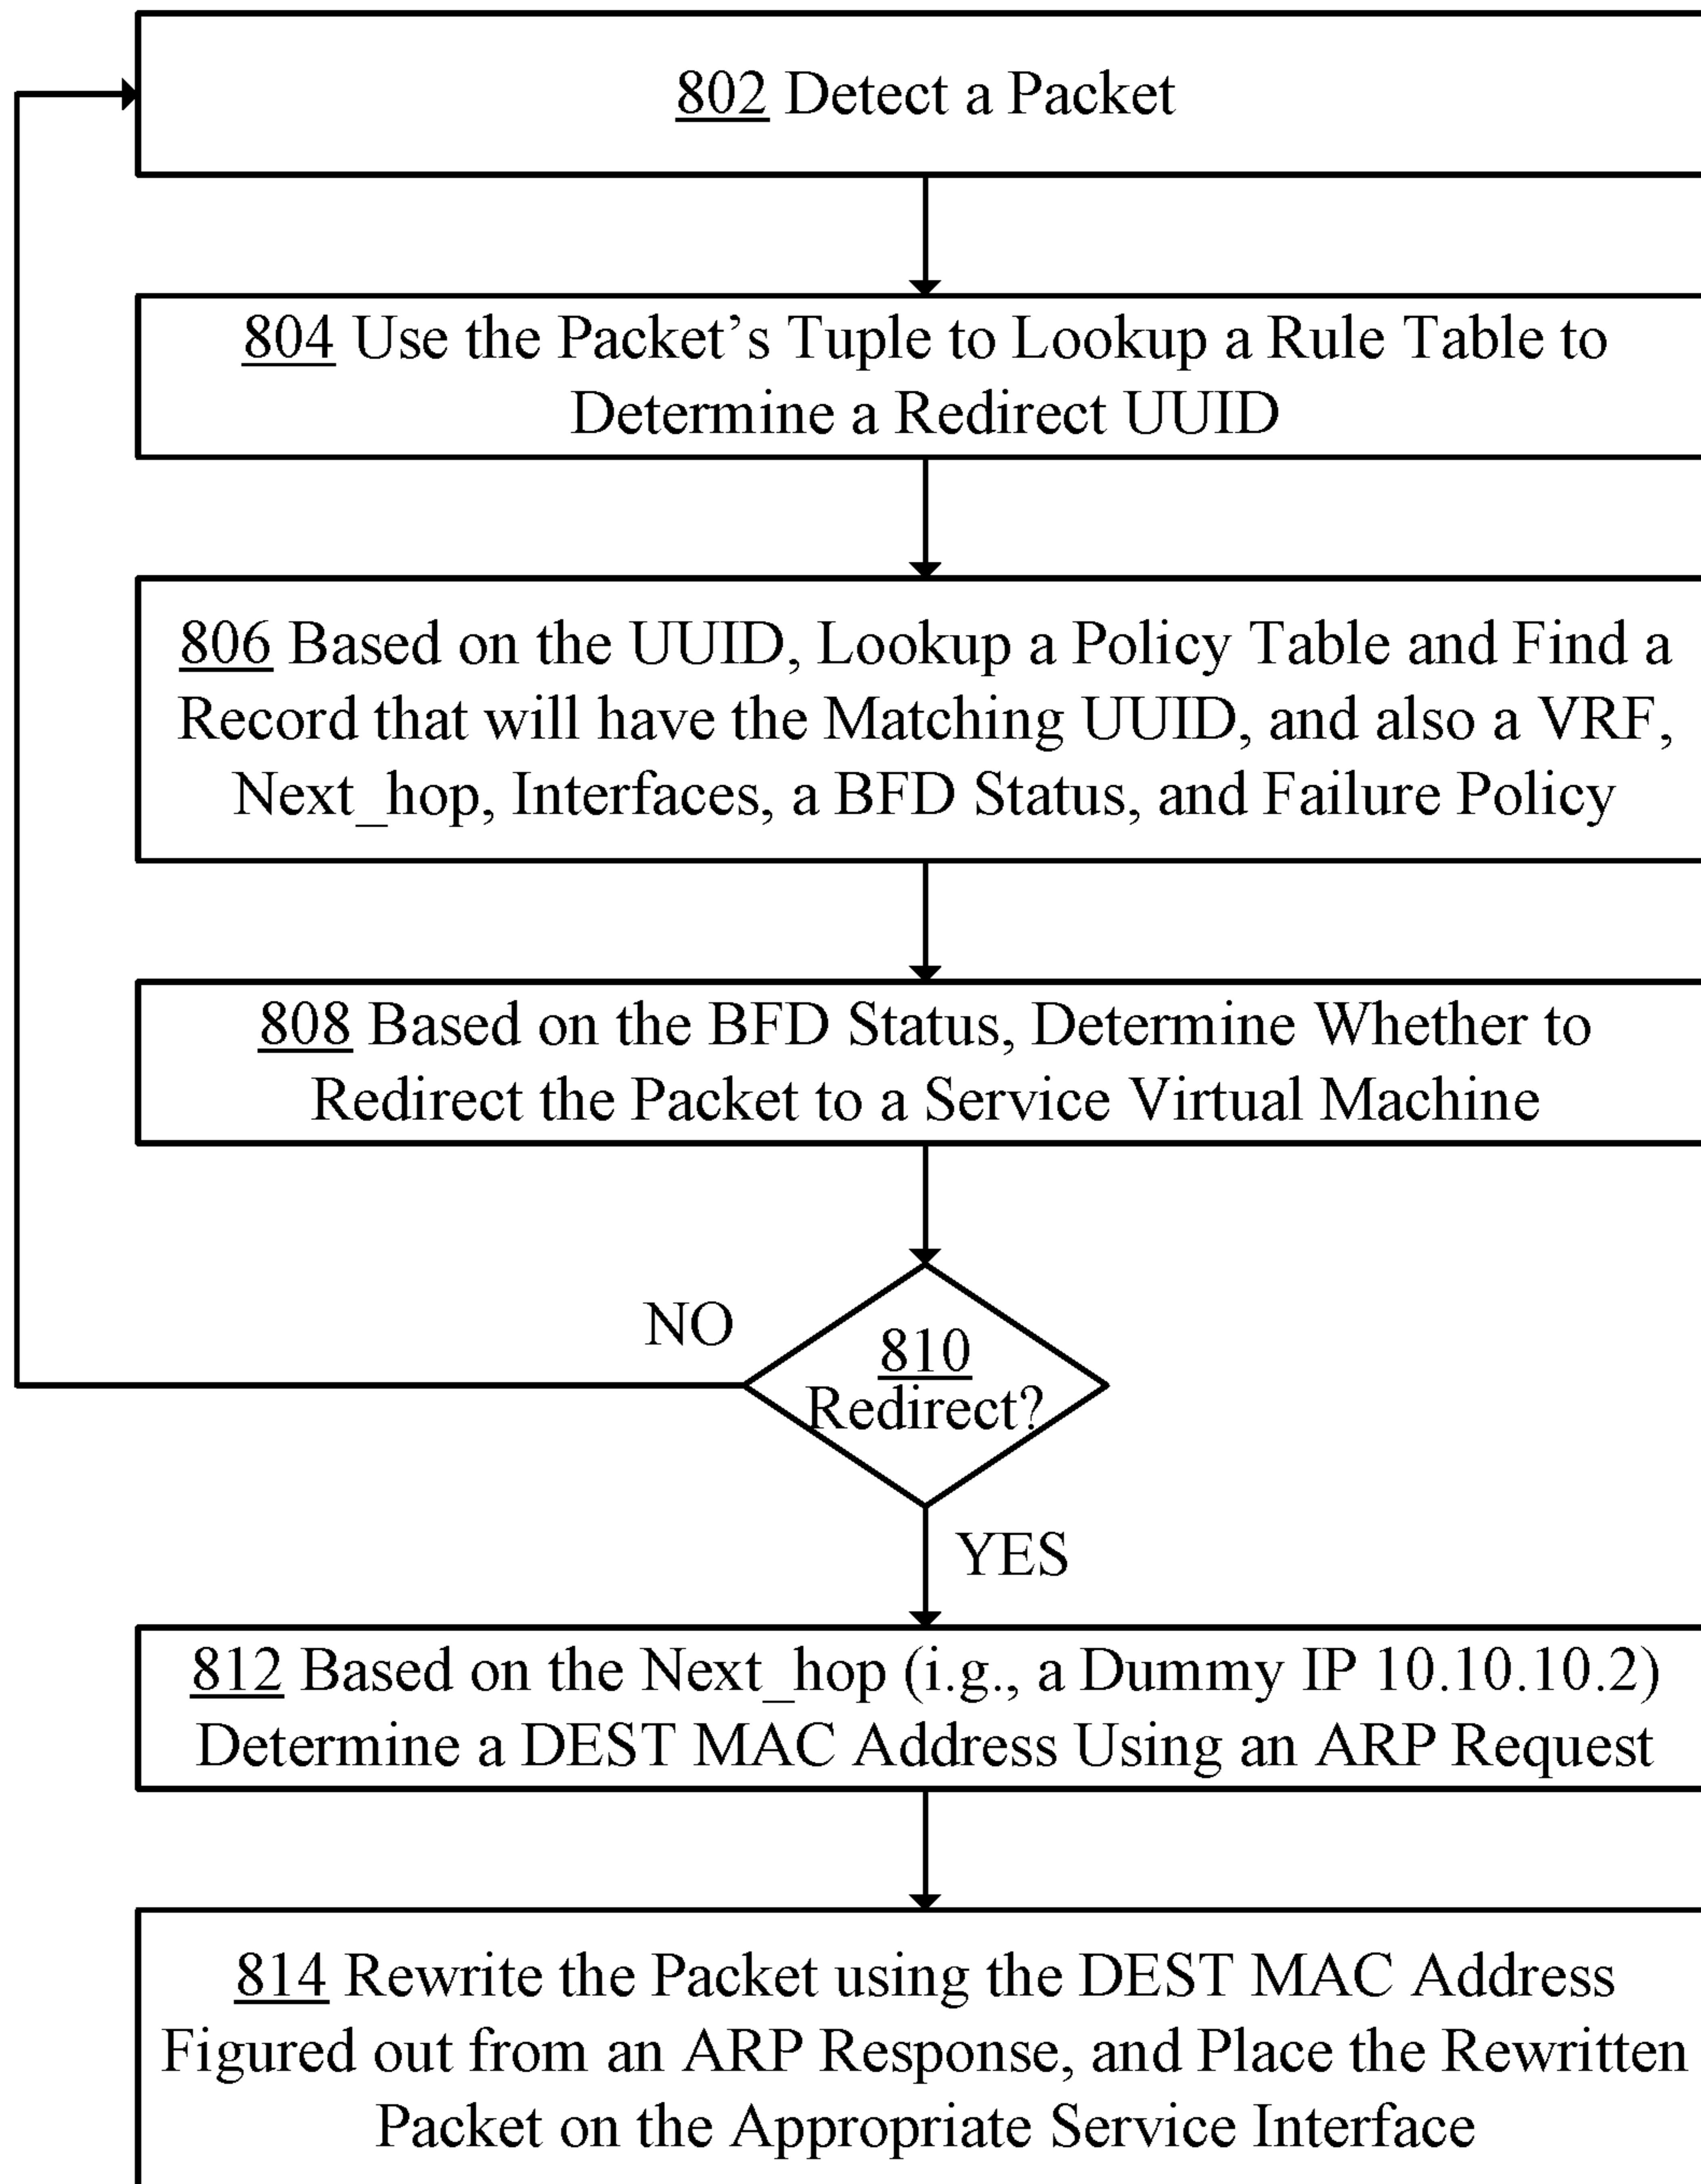 802 Detect a Packet
804 Use the Packet’s Tuple to Lookup a Rule Table to
Determine a Redirect UUID
806 Based on the UUID, Lookup a Policy Table and Find a
Record that will have the Matching UUID, and also a VRF,
Next_hop, Interfaces, a BFD Status, and Failure Policy
808 Based on the BFD Status, Determine Whether to
Redirect the Packet to a Service Virtual Machine
NO
810
Redirect?
YES
812 Based on the Next_hop (i.g., a Dummy IP 10.10.10.2)
Determine a DEST MAC Address Using an ARP Request
814 Rewrite the Packet using the DEST MAC Address
Figured out from an ARP Response, and Place the Rewritten
Packet on the Appropriate Service Interface